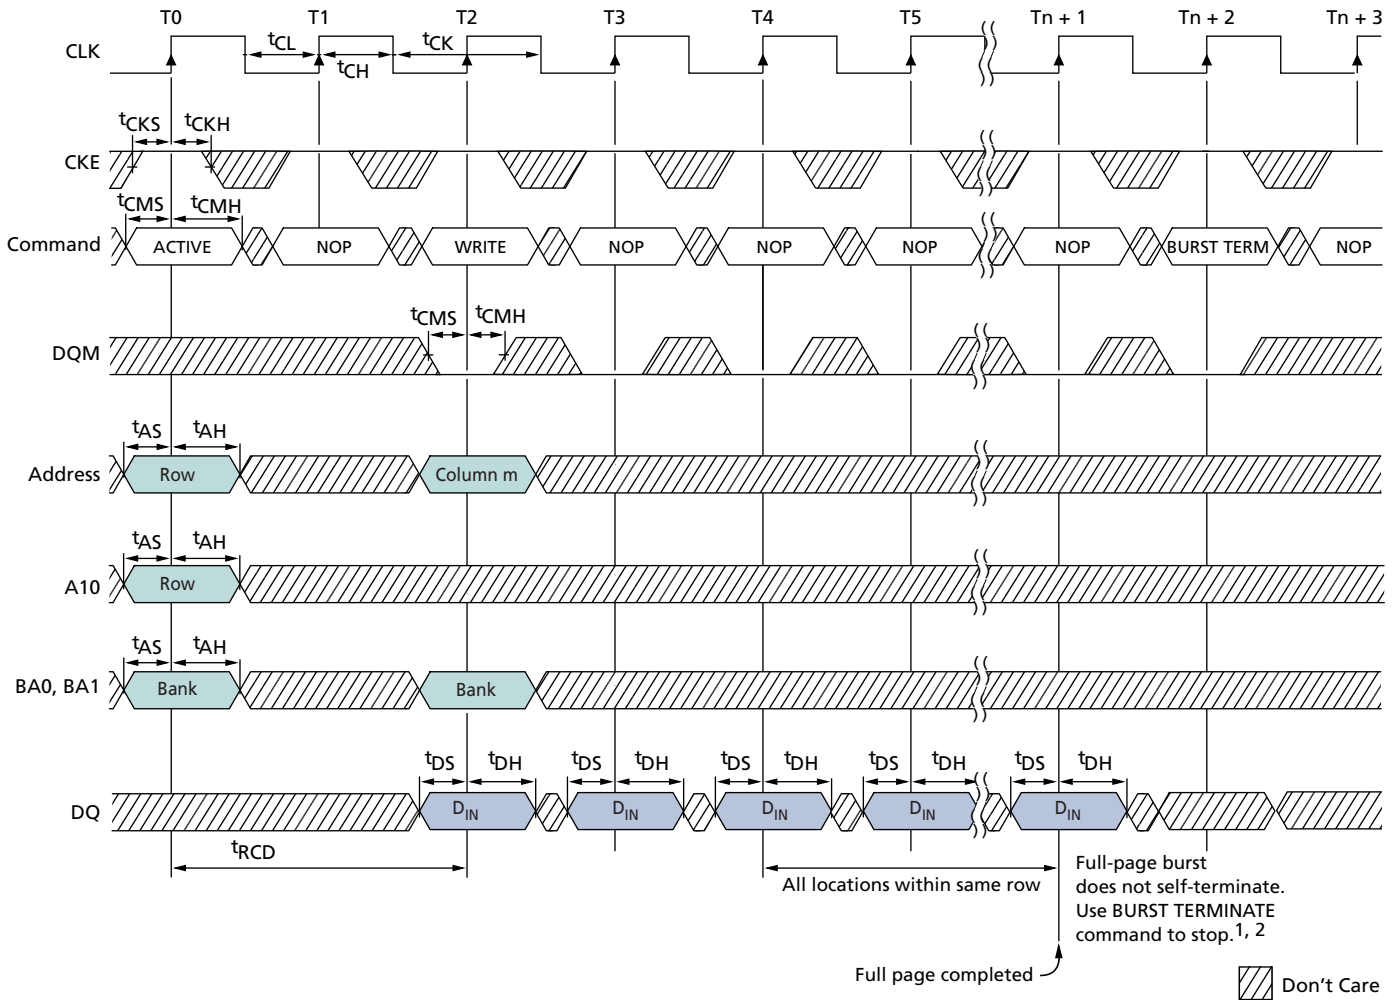 T0 T1 T2 T3 T4 T5 Tn + 1 Tn + 2 Tn + 3
CLK
tCL
tCH
tCK
tCKS tCKH
CKE
tCMS tCMH
Command ACTIVE NOP WRITE NOP NOP NOP NOP BURST TERM NOP
tCMS tCMH
DQM
tAS tAH
Address Row Column m
tAS tAH
A10 Row
tAS tAH
BA0, BA1 Bank Bank
tDS tDH tDS tDH tDS tDH tDS tDH tDS tDH
DQ DIN DIN DIN DIN DIN
tRCD
All locations within same row
Full-page burst
does not self-terminate.
Use BURST TERMINATE
command to stop.1, 2
Full page completed
Don't Care